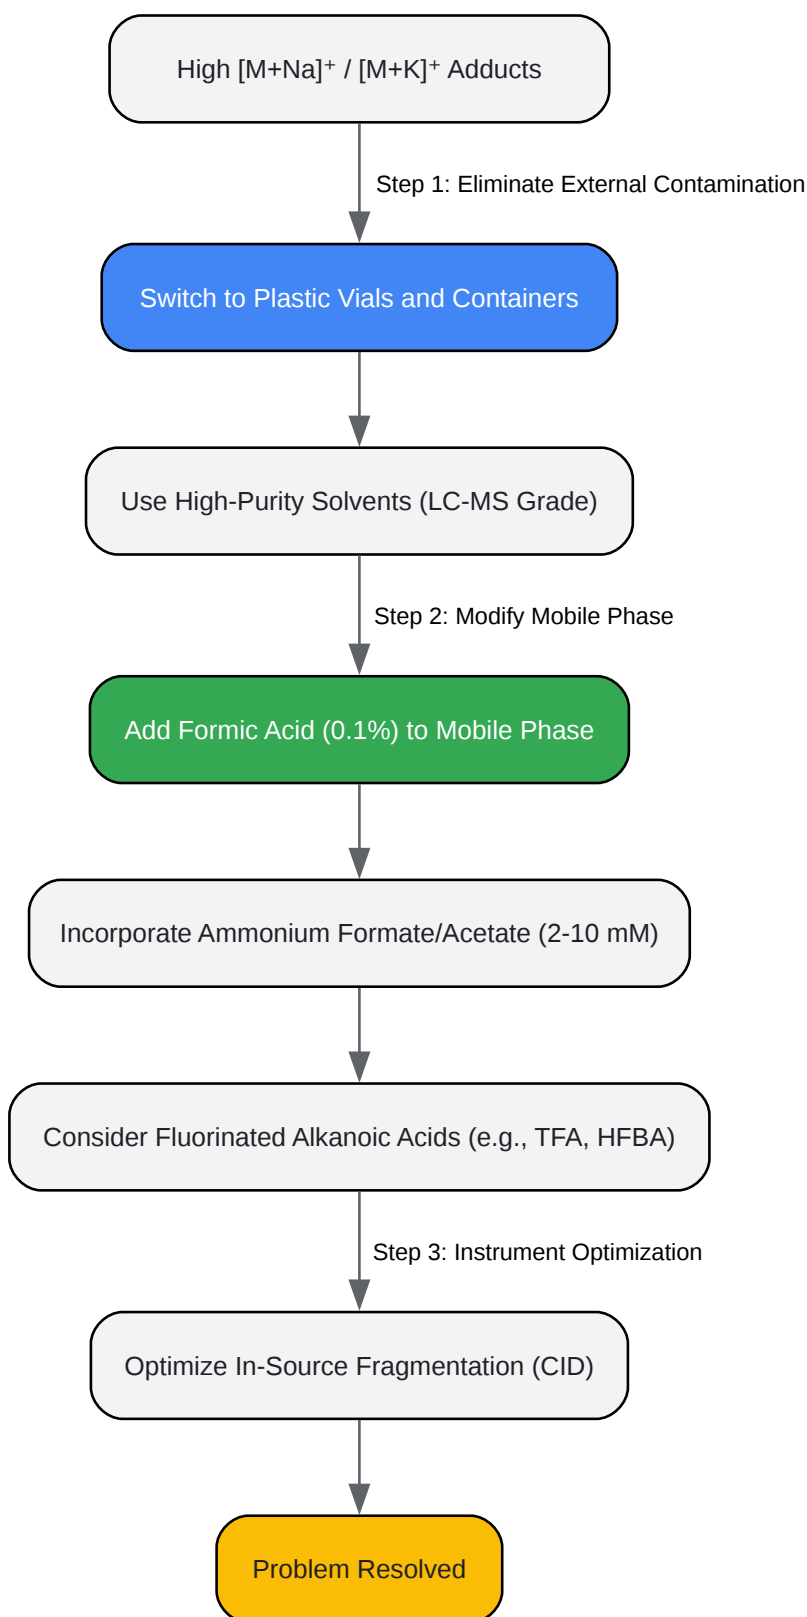 High [M+Na]⁺ / [M+K]⁺ Adducts
Step 1: Eliminate External Contamination
Switch to Plastic Vials and Containers
Use High-Purity Solvents (LC-MS Grade)
Step 2: Modify Mobile Phase
Add Formic Acid (0.1%) to Mobile Phase
Incorporate Ammonium Formate/Acetate (2-10 mM)
Consider Fluorinated Alkanoic Acids (e.g., TFA, HFBA)
Step 3: Instrument Optimization
Optimize In-Source Fragmentation (CID)
Problem Resolved